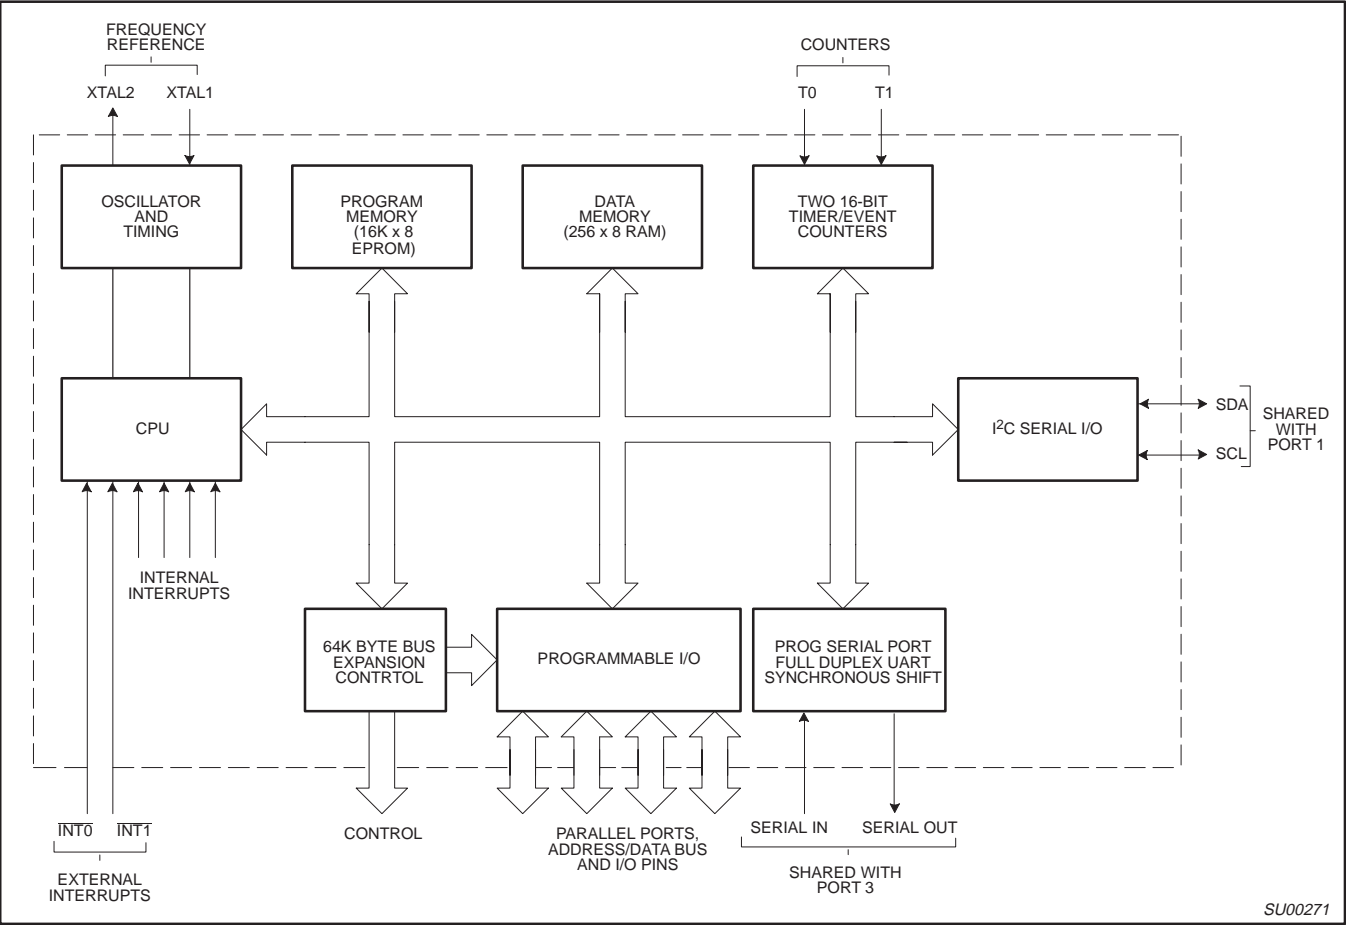 FREQUENCY
REFERENCE
COUNTERS
XTAL2
XTAL1
T0
T1
OSCILLATOR
AND
TIMING
PROGRAM
MEMORY
(16K x 8
EPROM)
DATA
MEMORY
(256 x 8 RAM)
TWO 16-BIT
TIMER/EVENT
COUNTERS
CPU
I²C SERIAL I/O
SDA
SCL
SHARED
WITH
PORT 1
INTERNAL
INTERRUPTS
64K BYTE BUS
EXPANSION
CONTRTOL
PROGRAMMABLE I/O
PROG SERIAL PORT
FULL DUPLEX UART
SYNCHRONOUS SHIFT
INT0
INT1
EXTERNAL
INTERRUPTS
CONTROL
PARALLEL PORTS,
ADDRESS/DATA BUS
AND I/O PINS
SERIAL IN
SERIAL OUT
SHARED WITH
PORT 3
SU00271